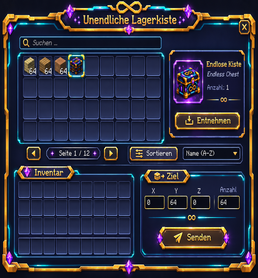 Unendliche Lagerkiste
Suchen ...
64 64 64
Endlose Kiste
Endless Chest
Anzahl: 1
∞
Entnehmen
Seite 1 / 12
Sortieren
Name (A-Z)
Inventar
Ziel
X Y Z Anzahl
0 64 0 64
∞
Senden